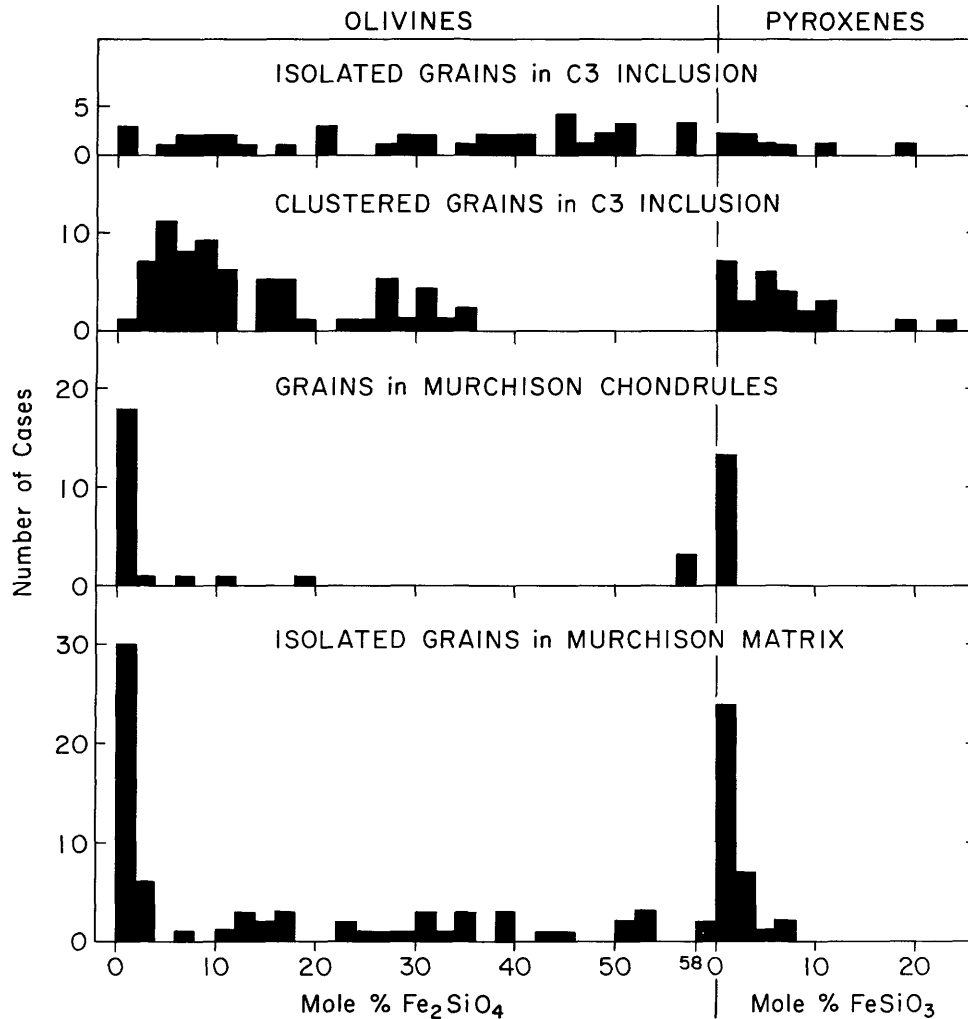 OLIVINES PYROXENES
ISOLATED GRAINS in C3 INCLUSION
5
0
CLUSTERED GRAINS in C3 INCLUSION
10
0
GRAINS in MURCHISON CHONDRULES
20
10
0
Number of Cases
ISOLATED GRAINS in MURCHISON MATRIX
30
20
10
0
0 10 20 30 40 50 58 0 10 20
Mole % Fe₂SiO₄ Mole % FeSiO₃